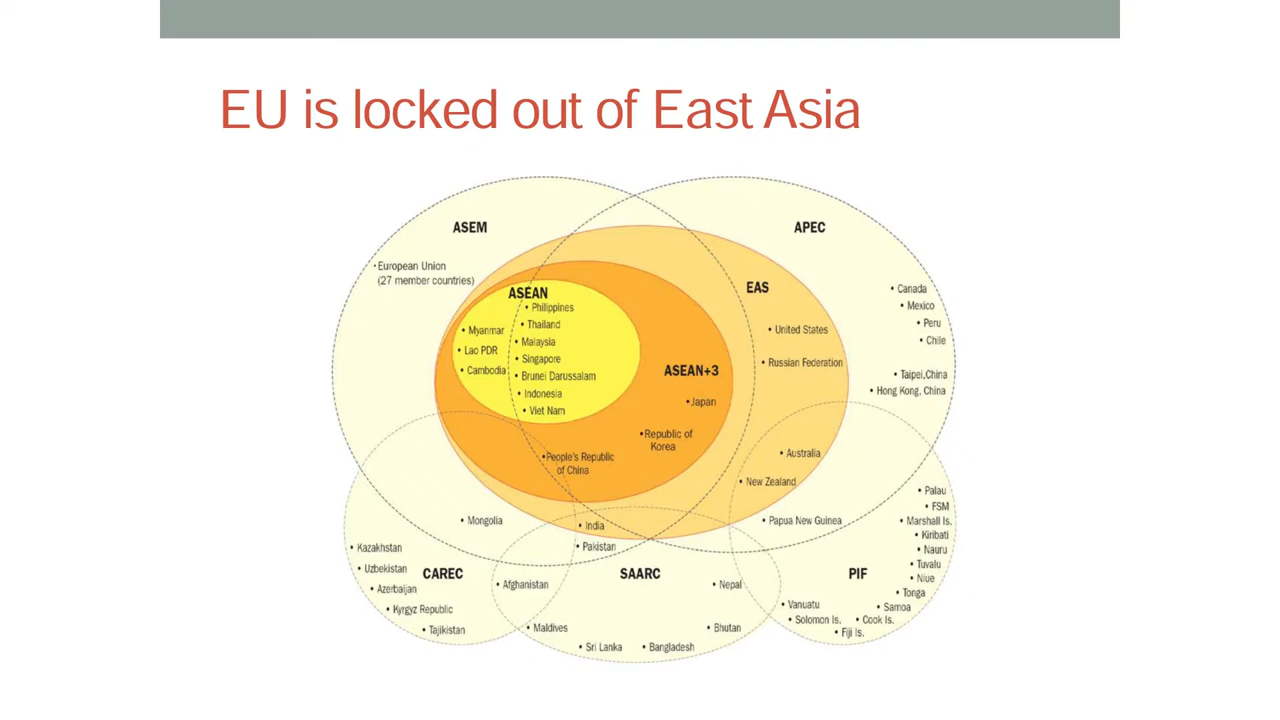 EU is locked out of East Asia
ASEM
APEC
•European Union
(27 member countries)
EAS
ASEAN
• Philippines
• Thailand
• Myanmar
• Malaysia
• Lao PDR
• Singapore
• Cambodia
• Brunei Darussalam
• Indonesia
• Viet Nam
ASEAN+3
•Japan
•Republic of
Korea
•People's Republic
of China
• United States
• Russian Federation
• Canada
• Mexico
• Peru
• Chile
• Taipei,China
• Hong Kong, China
• Australia
• New Zealand
• Papua New Guinea
• Mongolia
• India
• Pakistan
• Kazakhstan
• Uzbekistan
• Azerbaijan
• Kyrgyz Republic
• Tajikistan
CAREC
• Afghanistan
SAARC
• Nepal
• Maldives
• Bhutan
• Sri Lanka
• Bangladesh
PIF
• Palau
• FSM
• Marshall Is.
• Kiribati
• Nauru
• Tuvalu
• Niue
• Tonga
• Samoa
• Vanuatu
• Solomon Is.
• Cook Is.
• Fiji Is.